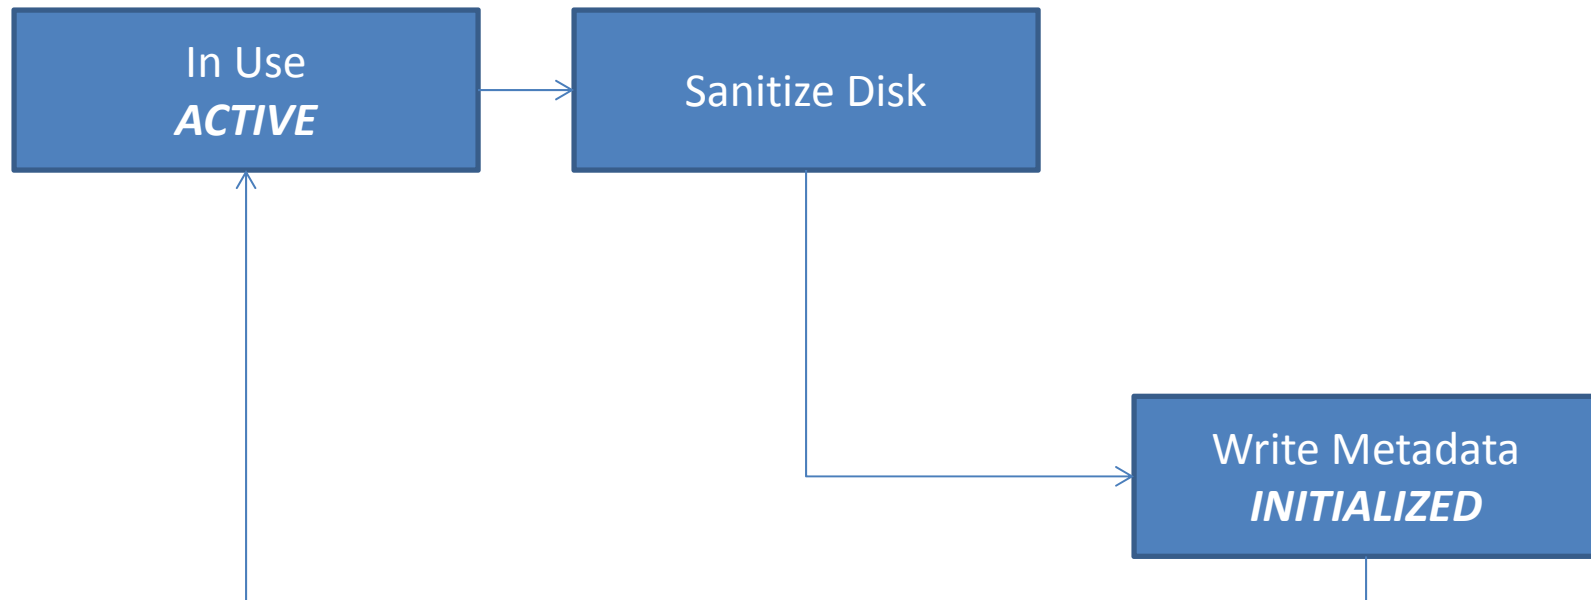 In Use
ACTIVE
Sanitize Disk
Write Metadata
INITIALIZED